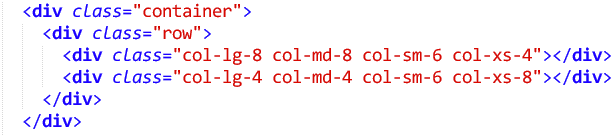 <div class="container">
<div class="row">
<div class="col-lg-8 col-md-8 col-sm-6 col-xs-4"></div>
<div class="col-lg-4 col-md-4 col-sm-6 col-xs-8"></div>
</div>
</div>